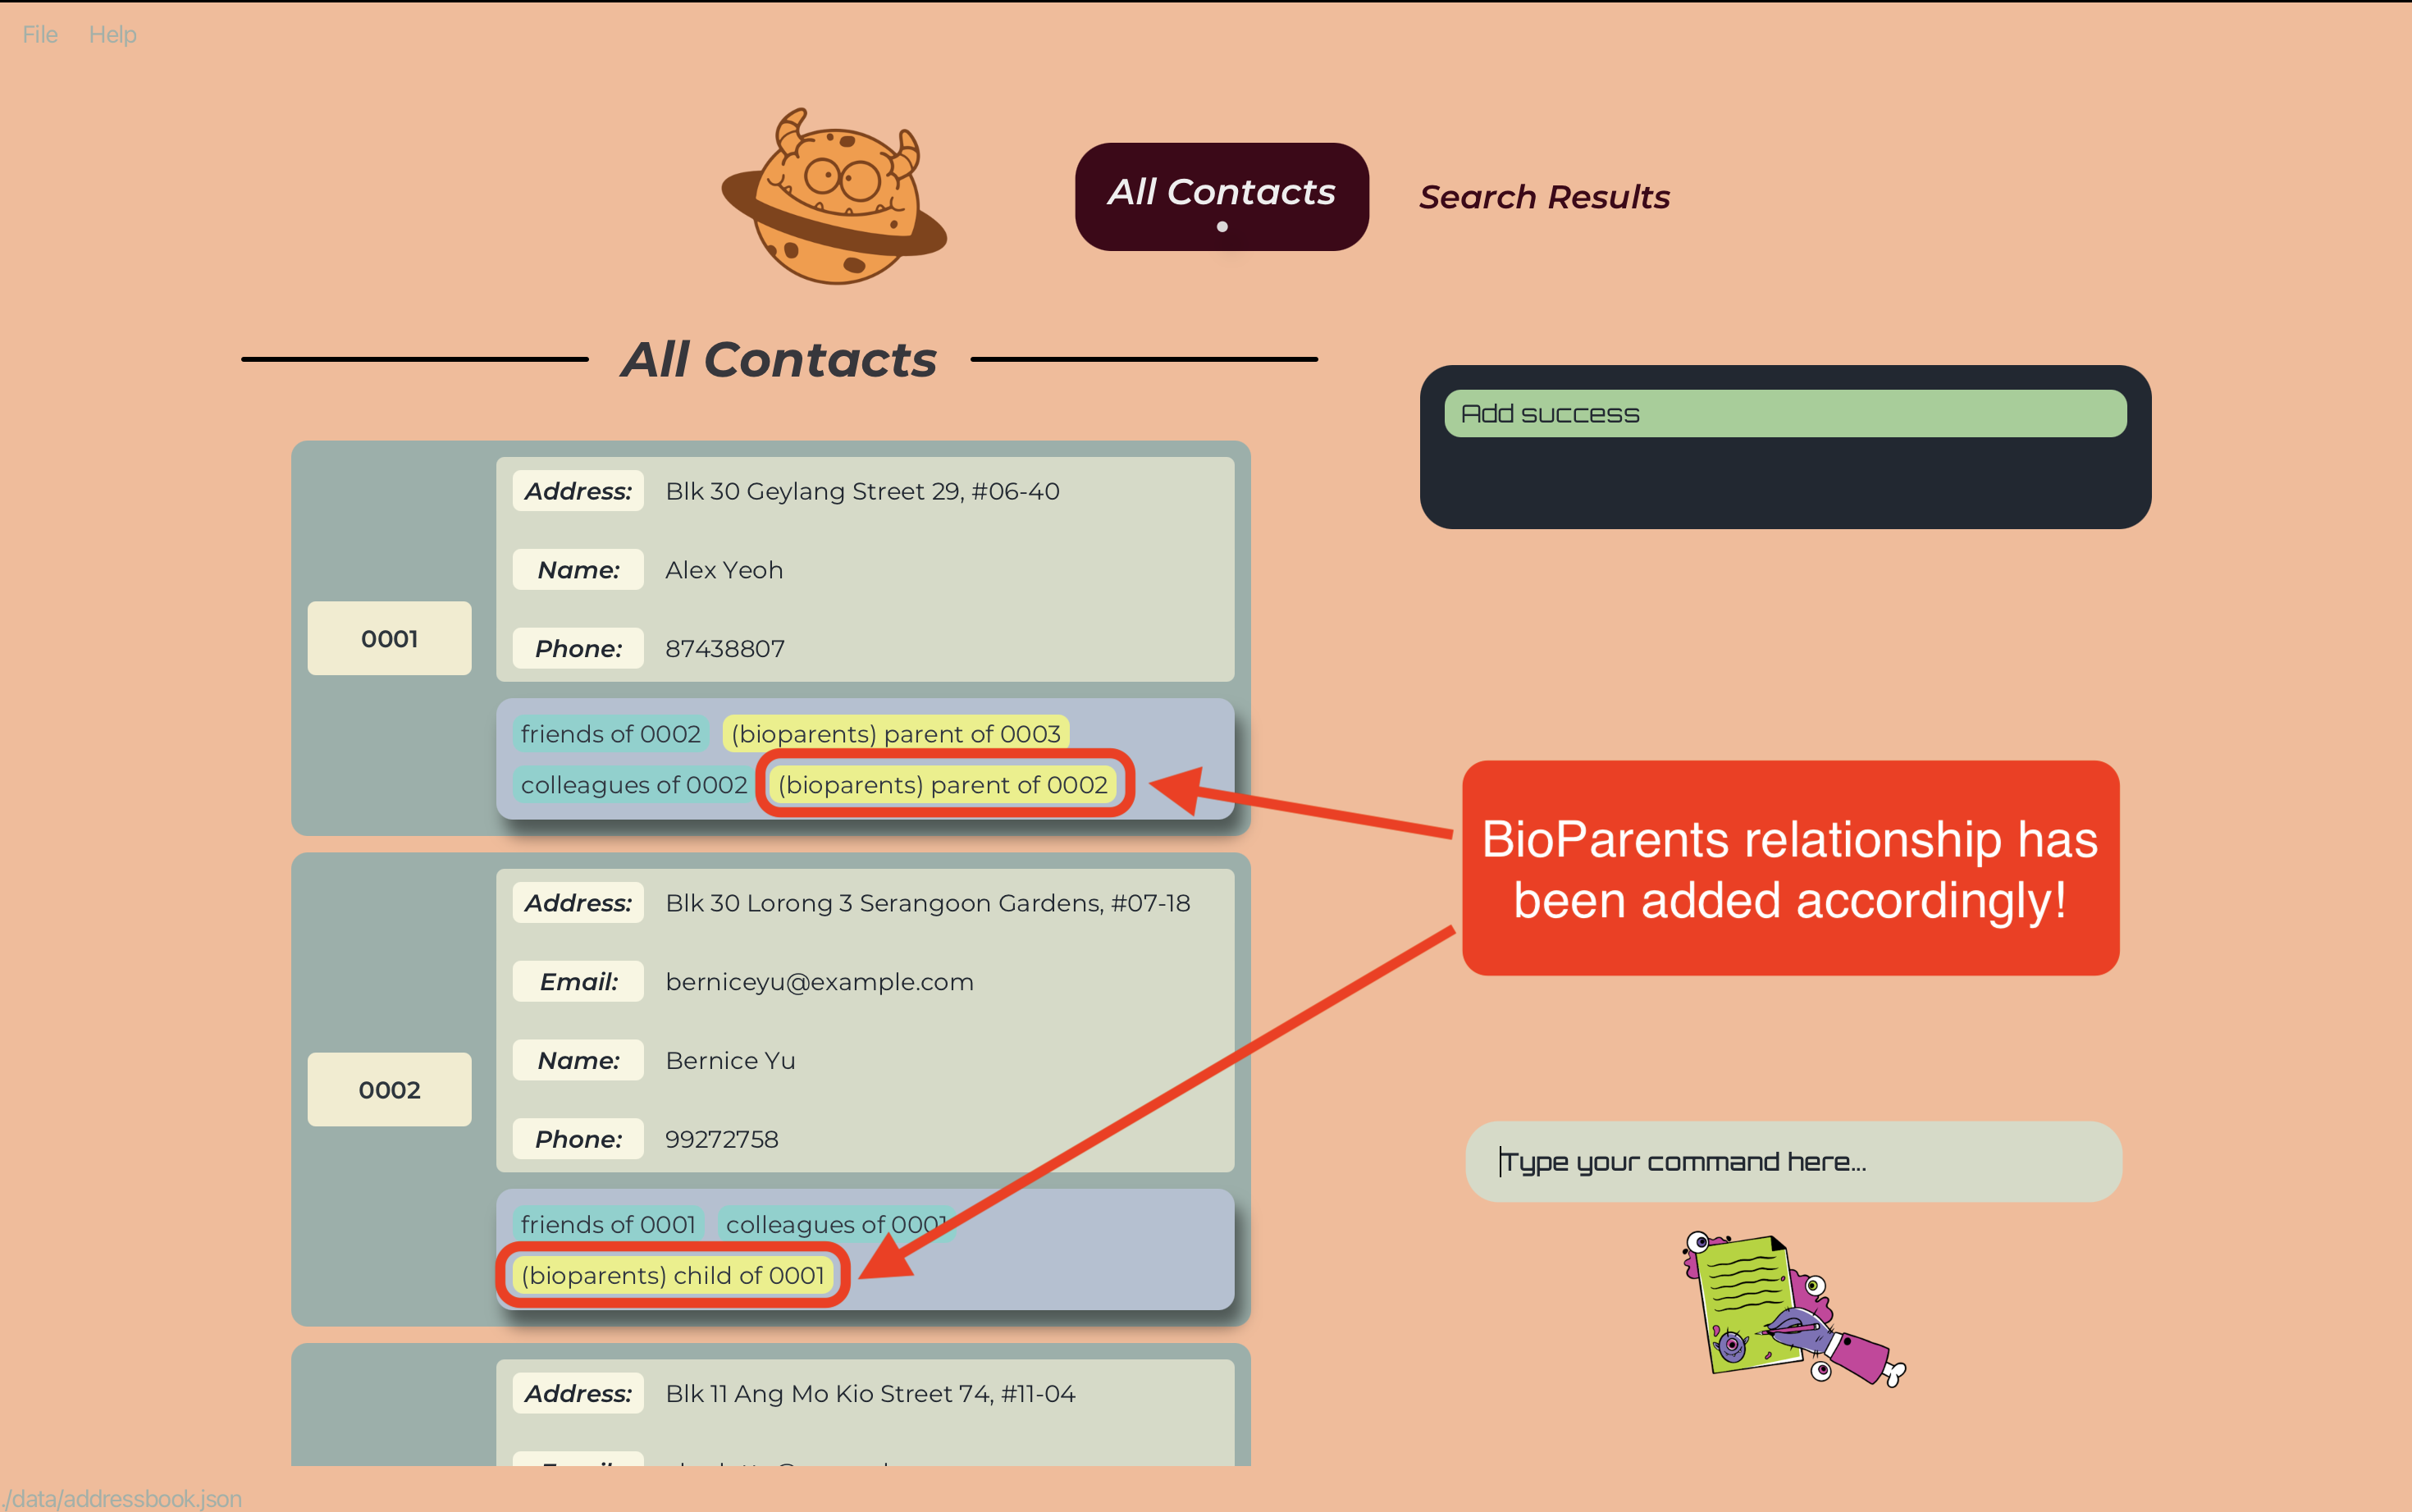 File Help
All Contacts
Search Results
All Contacts
Add success
0001
Address: Blk 30 Geylang Street 29, #06-40
Name: Alex Yeoh
Phone: 87438807
friends of 0002 (bioparents) parent of 0003
colleagues of 0002 (bioparents) parent of 0002
BioParents relationship has
been added accordingly!
0002
Address: Blk 30 Lorong 3 Serangoon Gardens, #07-18
Email: berniceyu@example.com
Name: Bernice Yu
Phone: 99272758
friends of 0001 colleagues of 0001
(bioparents) child of 0001
Type your command here...
Address: Blk 11 Ang Mo Kio Street 74, #11-04
./data/addressbook.json